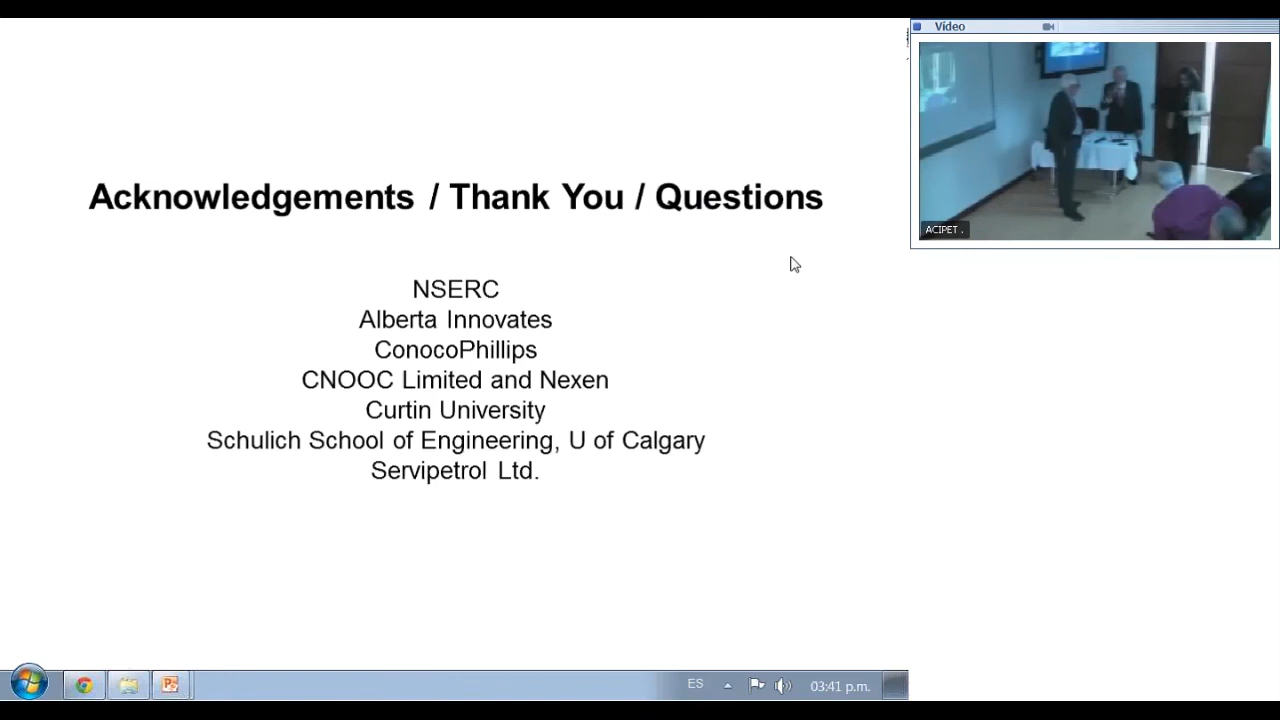 Vídeo
ACIPET .
Acknowledgements / Thank You / Questions
NSERC
Alberta Innovates
ConocoPhillips
CNOOC Limited and Nexen
Curtin University
Schulich School of Engineering, U of Calgary
Servipetrol Ltd.
ES
03:41 p.m.